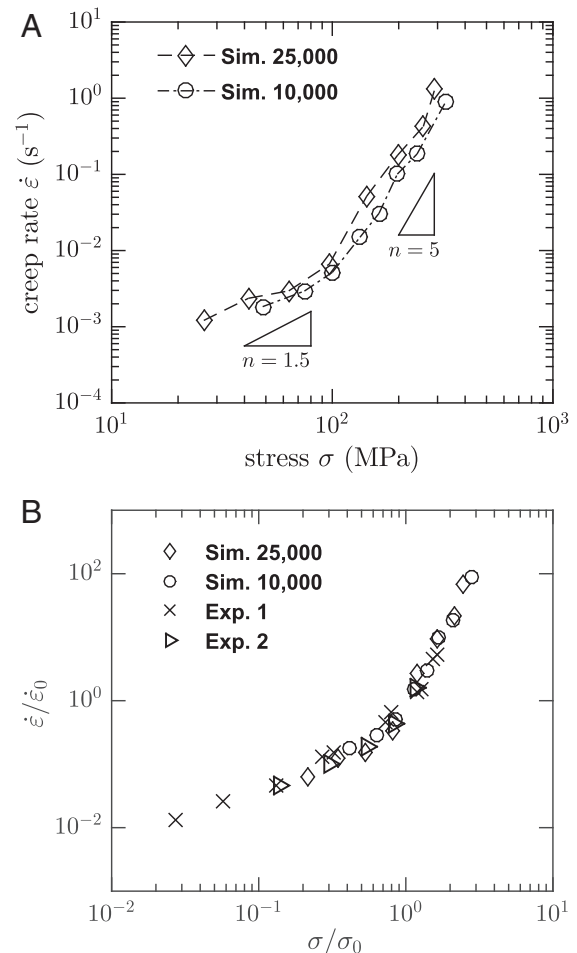 A
10^1
10^0
10^{-1}
10^{-2}
10^{-3}
10^{-4}
creep rate ε̇ (s^{-1})
Sim. 25,000
Sim. 10,000
n = 5
n = 1.5
10^1 10^2 10^3
stress σ (MPa)
B
10^2
10^0
10^{-2}
ε̇/ε̇_0
Sim. 25,000
Sim. 10,000
Exp. 1
Exp. 2
10^{-2} 10^{-1} 10^0 10^1
σ/σ_0